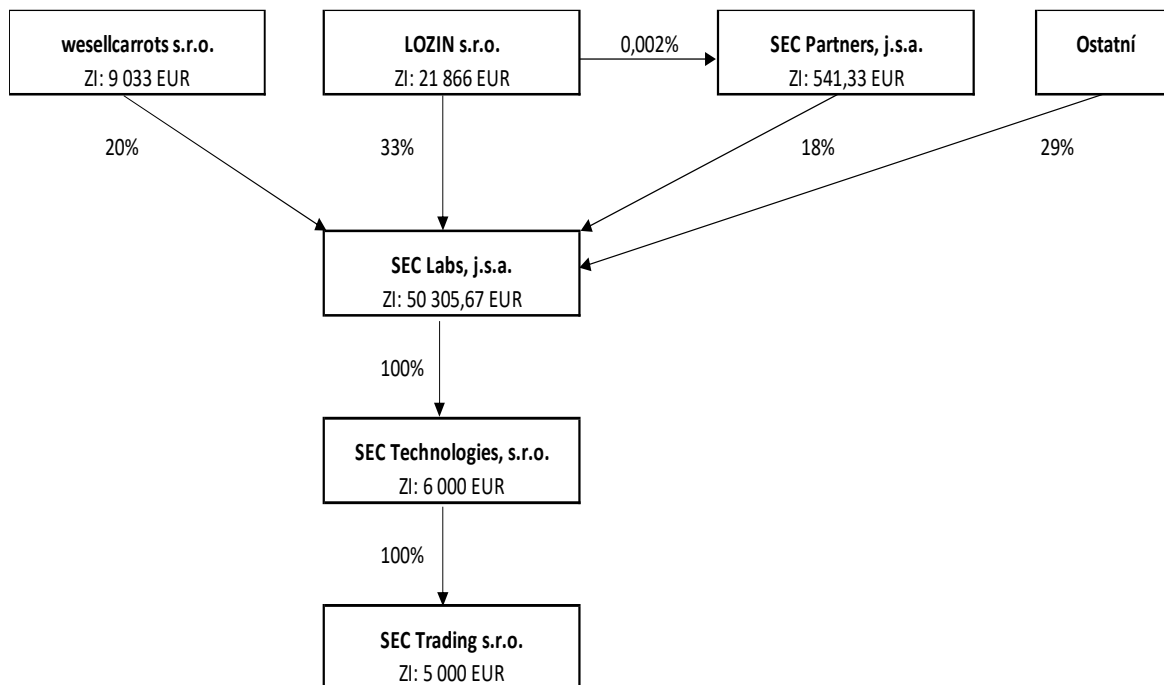 wesellcarrots s.r.o.
ZI: 9 033 EUR
LOZIN s.r.o.
ZI: 21 866 EUR
0,002%
SEC Partners, j.s.a.
ZI: 541,33 EUR
Ostatní
20%
33%
18%
29%
SEC Labs, j.s.a.
ZI: 50 305,67 EUR
100%
SEC Technologies, s.r.o.
ZI: 6 000 EUR
100%
SEC Trading s.r.o.
ZI: 5 000 EUR